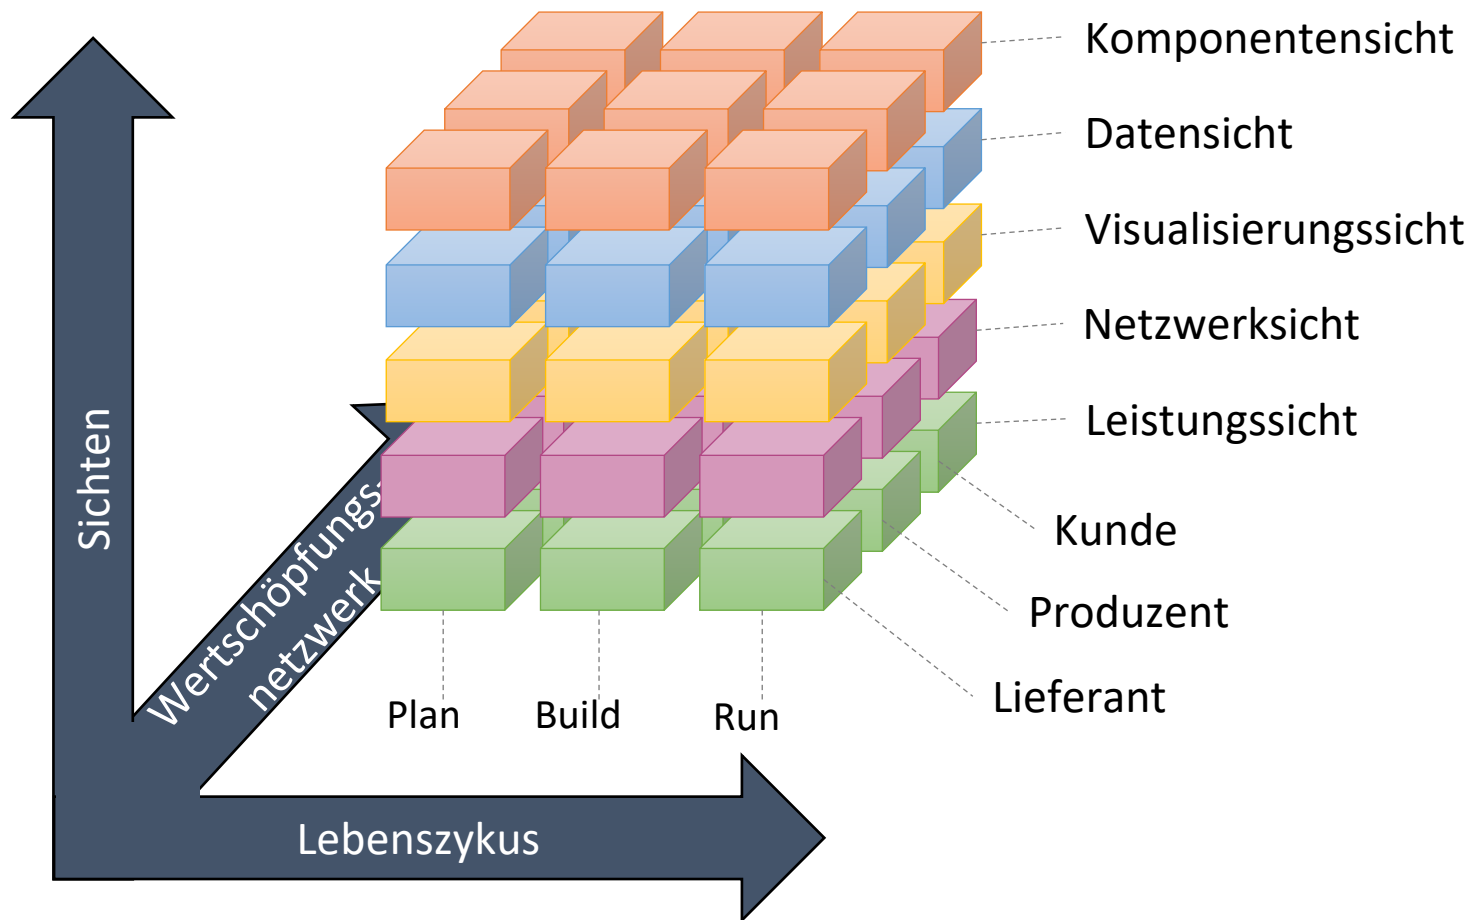 Komponentensicht
Datensicht
Visualisierungssicht
Netzwerksicht
Leistungssicht
Kunde
Produzent
Lieferant
Plan
Build
Run
Sichten
Wertschöpfungs-
netzwerk
Lebenszykus